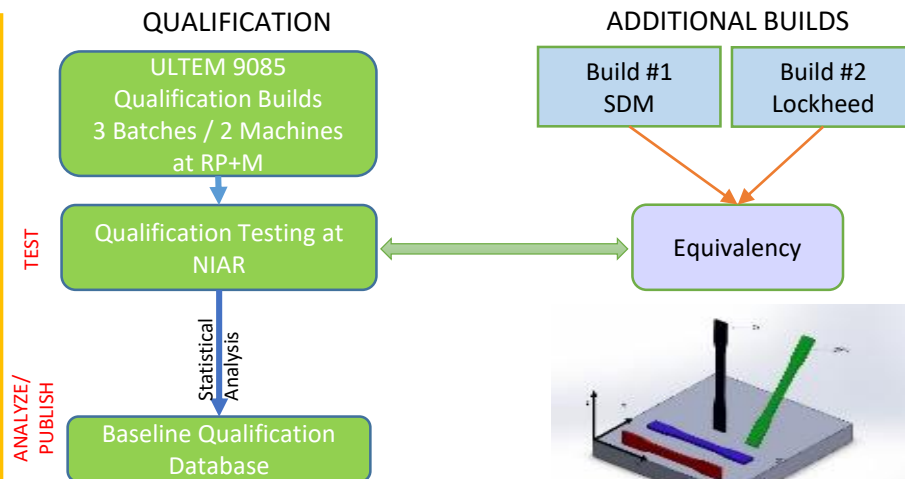 QUALIFICATION
ULTEM 9085
Qualification Builds
3 Batches / 2 Machines
at RP+M
TEST
Qualification Testing at
NIAR
Statistical
Analysis
ANALYZE/
PUBLISH
Baseline Qualification
Database
ADDITIONAL BUILDS
Build #1
SDM
Build #2
Lockheed
Equivalency